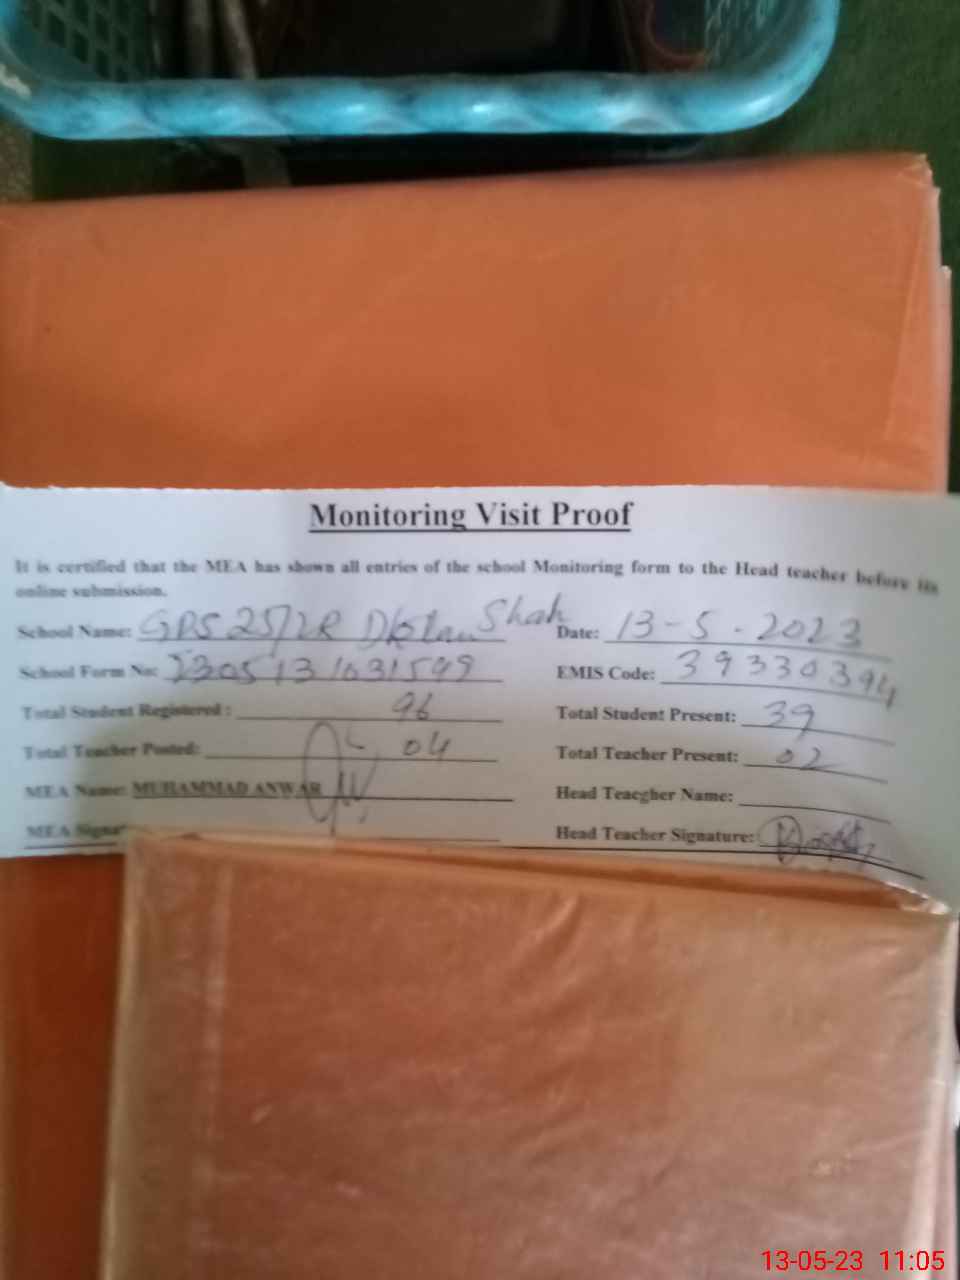 Monitoring Visit Proof
It is certified that the MEA has shown all entries of the school Monitoring form to the Head teacher before its
online submission.
School Name: GPS 25/2R Shah Date: 13-5-2023
School Form No: EMIS Code: 39330394
Total Student Registered: 96 Total Student Present: 39
Total Teacher Posted: 04 Total Teacher Present: 02
MEA Name: MUHAMMAD ANWAR Head Teacgher Name:
MEA Head Teacher Signature:
13-05-23 11:05